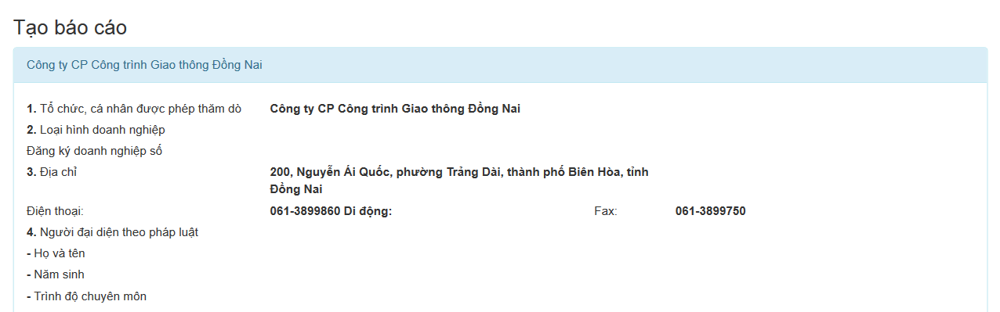 Tạo báo cáo
Công ty CP Công trình Giao thông Đồng Nai
1. Tổ chức, cá nhân được phép thăm dò Công ty CP Công trình Giao thông Đồng Nai
2. Loại hình doanh nghiệp
Đăng ký doanh nghiệp số
3. Địa chỉ 200, Nguyễn Ái Quốc, phường Trảng Dài, thành phố Biên Hòa, tỉnh
Đồng Nai
Điện thoại: 061-3899860 Di động: Fax: 061-3899750
4. Người đại diện theo pháp luật
- Họ và tên
- Năm sinh
- Trình độ chuyên môn